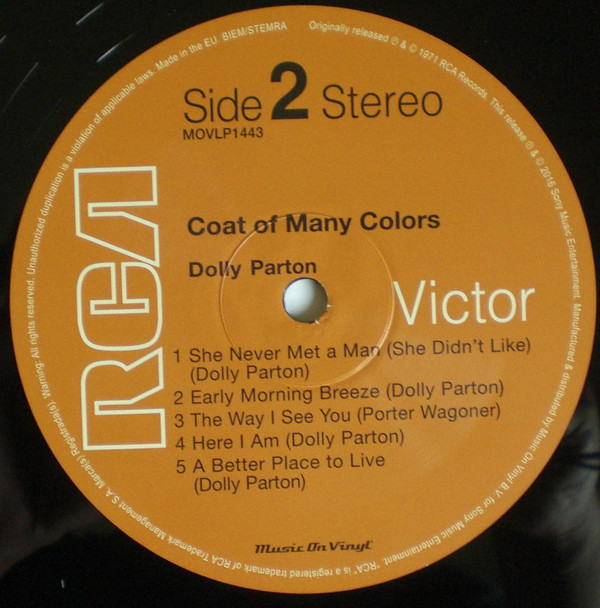 Side 2 Stereo
MOVLP1443
RCA
Coat of Many Colors
Dolly Parton
Victor
1 She Never Met a Man (She Didn't Like)
(Dolly Parton)
2 Early Morning Breeze (Dolly Parton)
3 The Way I See You (Porter Wagoner)
4 Here I Am (Dolly Parton)
5 A Better Place to Live
(Dolly Parton)
Music On Vinyl
Originally released ℗ & © 1971 RCA Records. This release ℗ & © 2016 Sony Music Entertainment. Manufactured & distributed by Music On Vinyl B.V. for Sony Music Entertainment. "RCA" is a registered trademark of RCA Trademark Management S.A. Marca(s) Registrada(s). Warning: All rights reserved. Unauthorized duplication is a violation of applicable laws. Made in the EU. BIEM/STEMRA